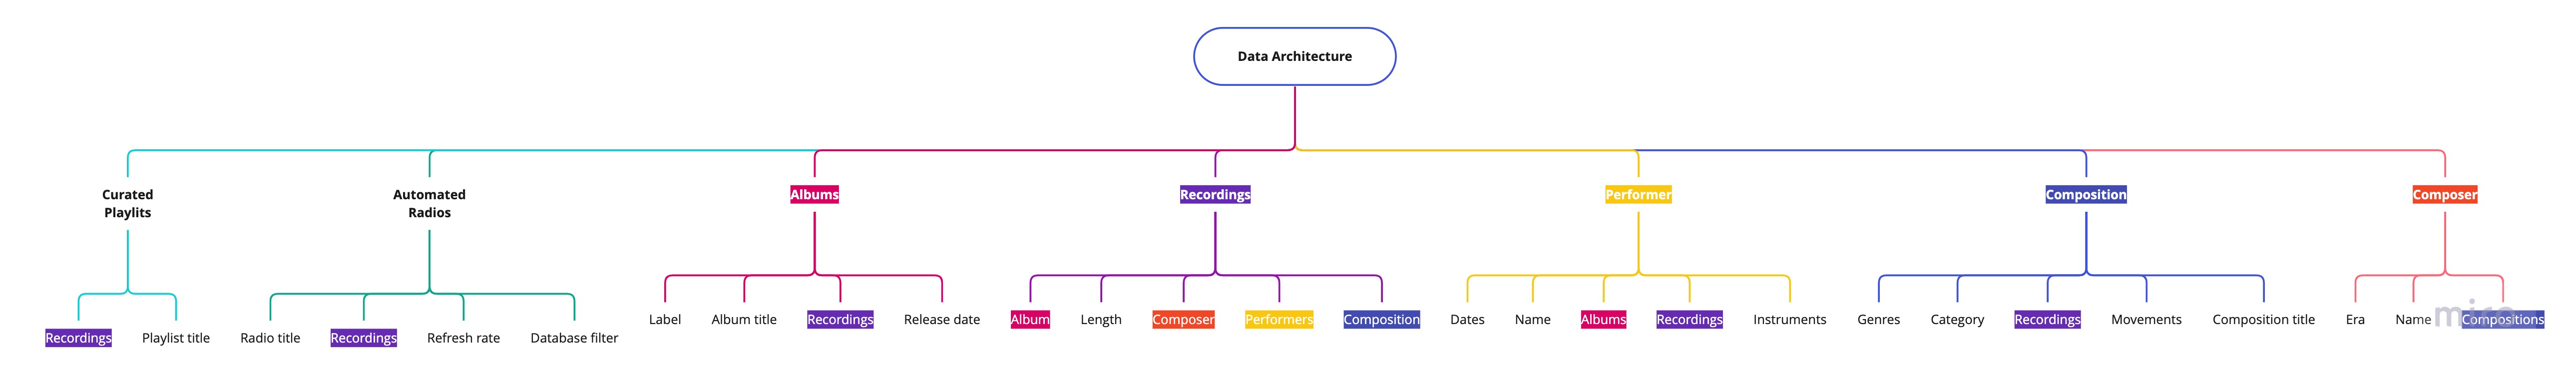 Data Architecture
Curated
Playlits
Automated
Radios
Albums
Recordings
Performer
Composition
Composer
Recordings
Playlist title
Radio title
Recordings
Refresh rate
Database filter
Label
Album title
Recordings
Release date
Album
Length
Composer
Performers
Composition
Dates
Name
Albums
Recordings
Instruments
Genres
Category
Recordings
Movements
Composition title
Era
Name
Compositions
miro